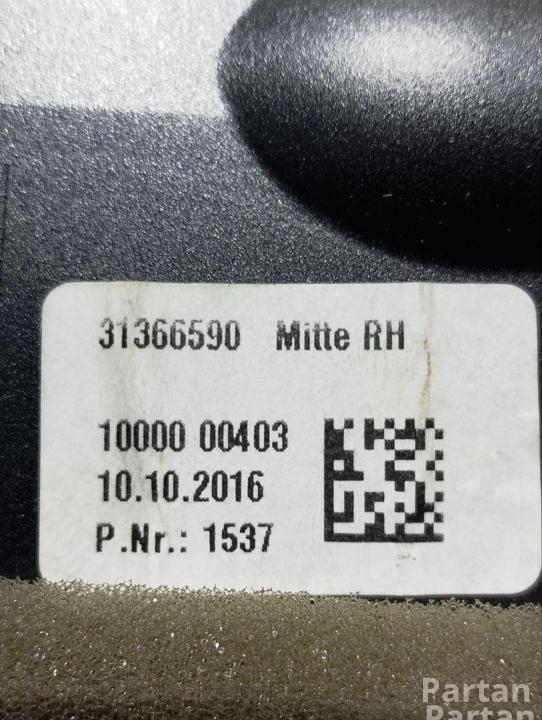 31366590 Mitte RH
10000 00403
10.10.2016
P.Nr.: 1537
Partan
Partan